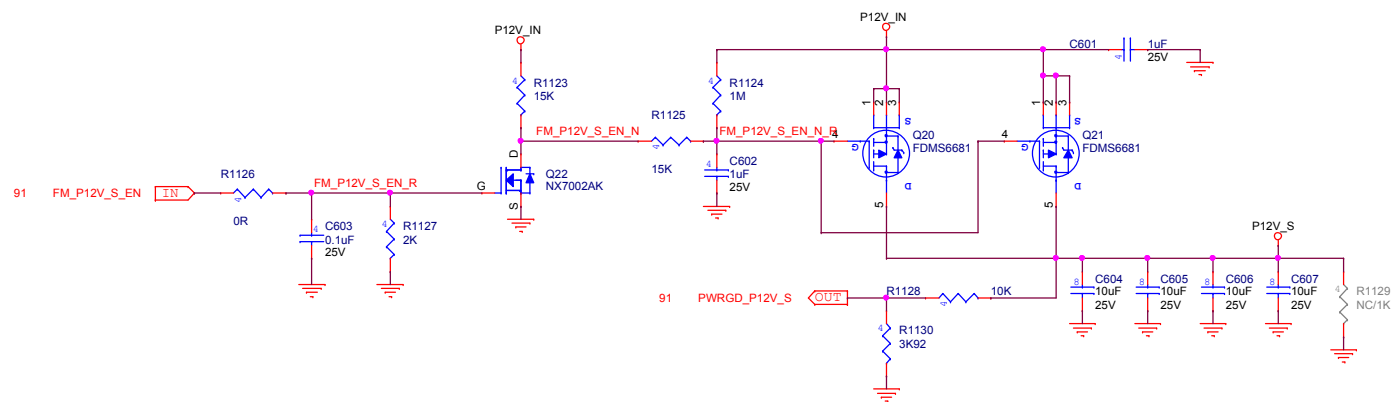 P12V_IN
P12V_IN
C601
1uF
25V
4
4
R1123
15K
4
R1124
1M
R1125
4
15K
1 2 3
S
1 2 3
S
FM_P12V_S_EN_N
FM_P12V_S_EN_N_R
4
G
Q20
FDMS6681
D
5
4
G
Q21
FDMS6681
D
5
D
G
S
Q22
NX7002AK
4
C602
1uF
25V
91 FM_P12V_S_EN IN
R1126
4
0R
FM_P12V_S_EN_R
4
C603
0.1uF
25V
4
R1127
2K
P12V_S
8
C604
10uF
25V
8
C605
10uF
25V
8
C606
10uF
25V
8
C607
10uF
25V
4
R1129
NC/1K
91 PWRGD_P12V_S OUT
R1128
4
10K
4
R1130
3K92